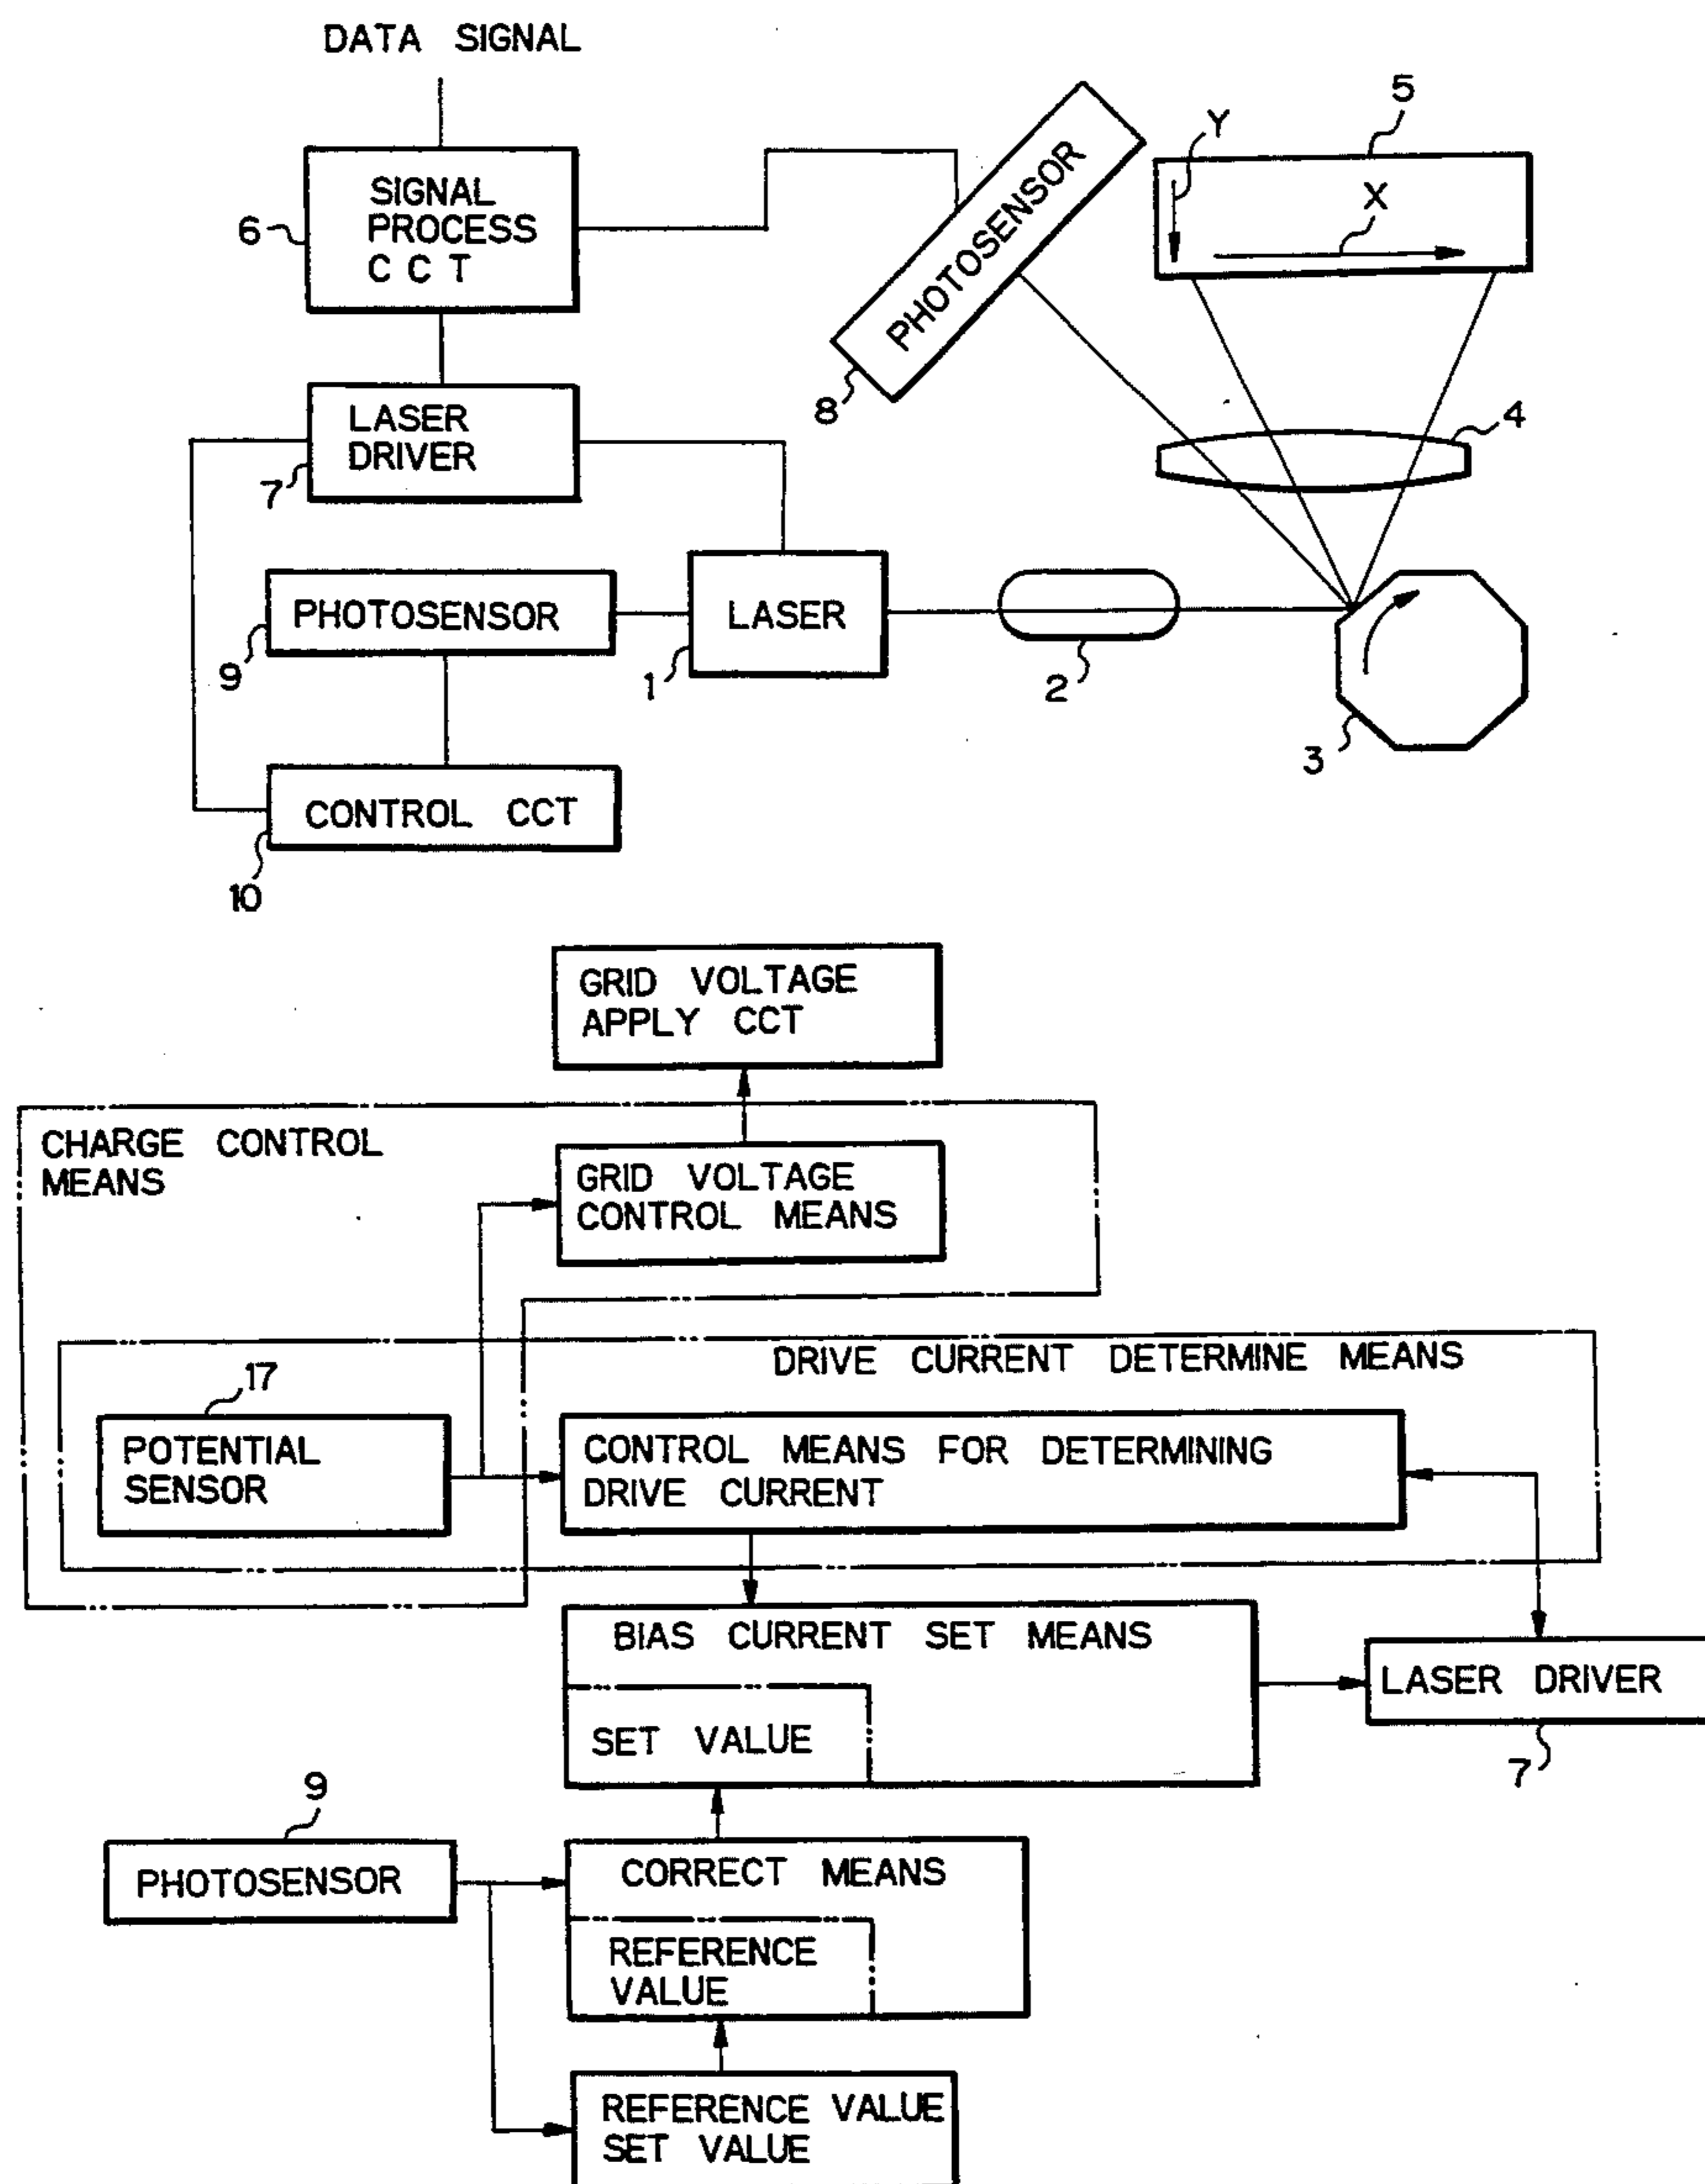 DATA SIGNAL
SIGNAL
PROCESS
C C T
6
PHOTOSENSOR
8
Y
5
X
LASER
DRIVER
7
4
PHOTOSENSOR
9
LASER
1
2
3
CONTROL CCT
10
GRID VOLTAGE
APPLY CCT
CHARGE CONTROL
MEANS
GRID VOLTAGE
CONTROL MEANS
DRIVE CURRENT DETERMINE MEANS
17
POTENTIAL
SENSOR
CONTROL MEANS FOR DETERMINING
DRIVE CURRENT
BIAS CURRENT SET MEANS
SET VALUE
LASER DRIVER
7
9
PHOTOSENSOR
CORRECT MEANS
REFERENCE
VALUE
REFERENCE VALUE
SET VALUE